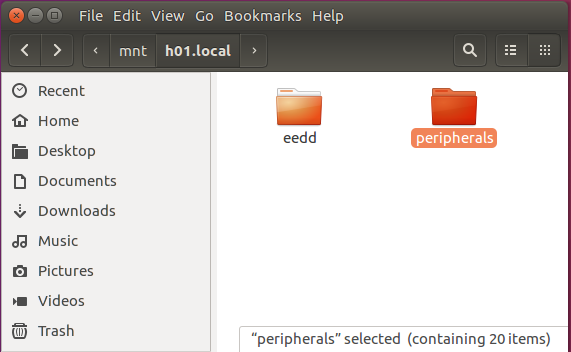 File Edit View Go Bookmarks Help
mnt h01.local
Recent
Home
Desktop
Documents
Downloads
Music
Pictures
Videos
Trash
eedd
peripherals
“peripherals” selected (containing 20 items)